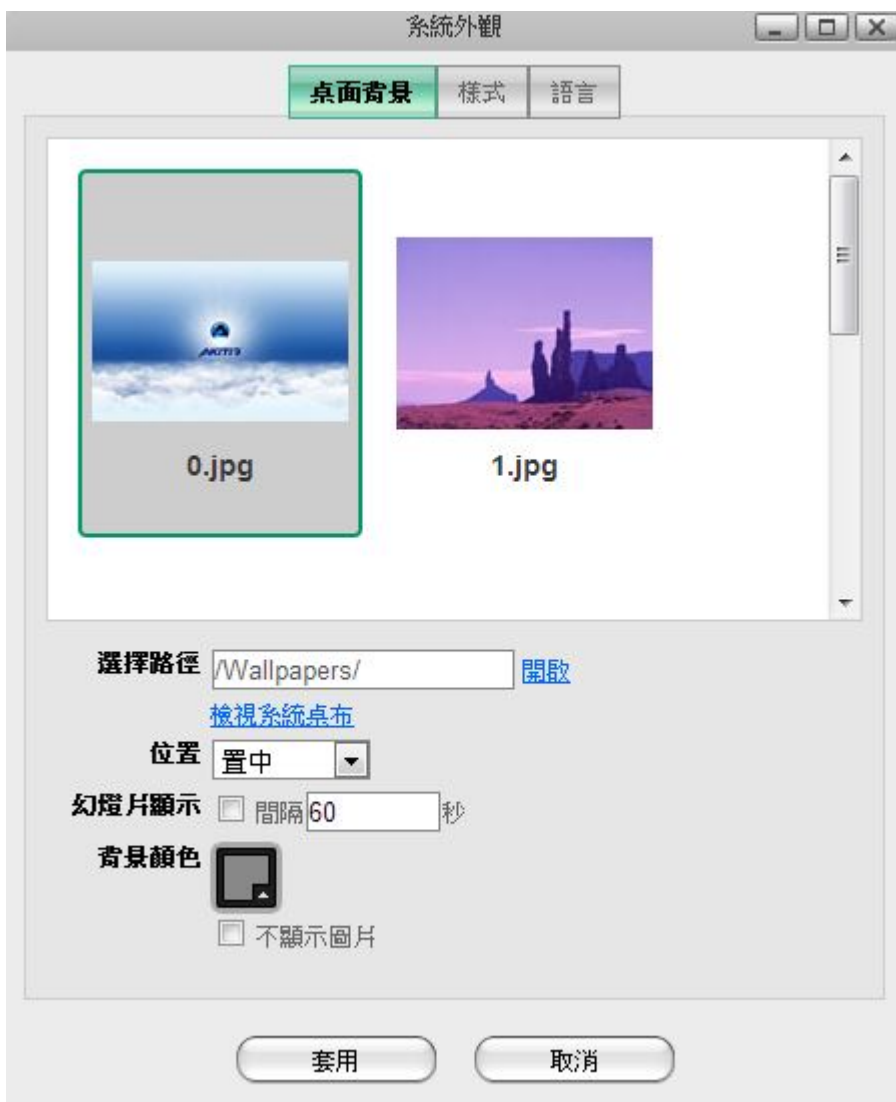 系統外觀
桌面背景 樣式 語言
AKiTiO
0.jpg 1.jpg
選擇路徑 /Wallpapers/ 開啟
檢視系統桌布
位置 置中
幻燈片顯示 間隔 60 秒
背景顏色
不顯示圖片
套用 取消